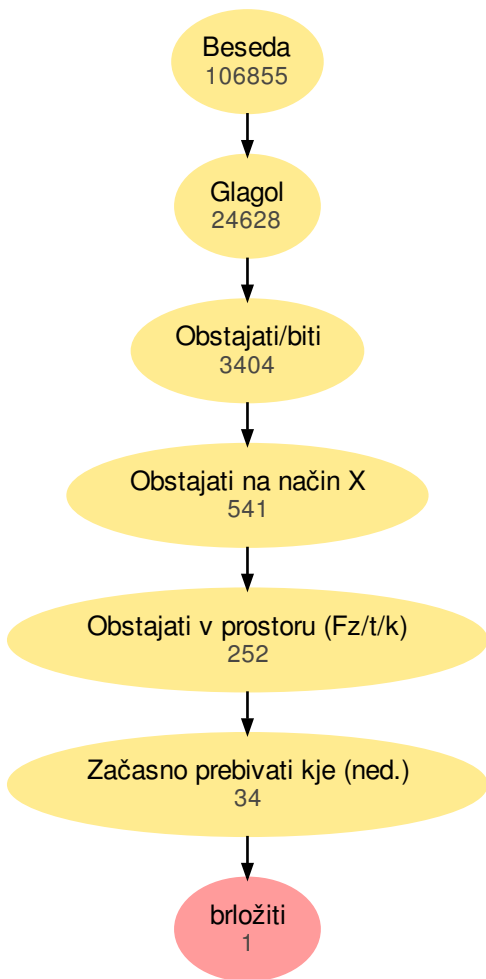 Beseda
106855
Glagol
24628
Obstajati/biti
3404
Obstajati na način X
541
Obstajati v prostoru (Fz/t/k)
252
Začasno prebivati kje (ned.)
34
brložiti
1